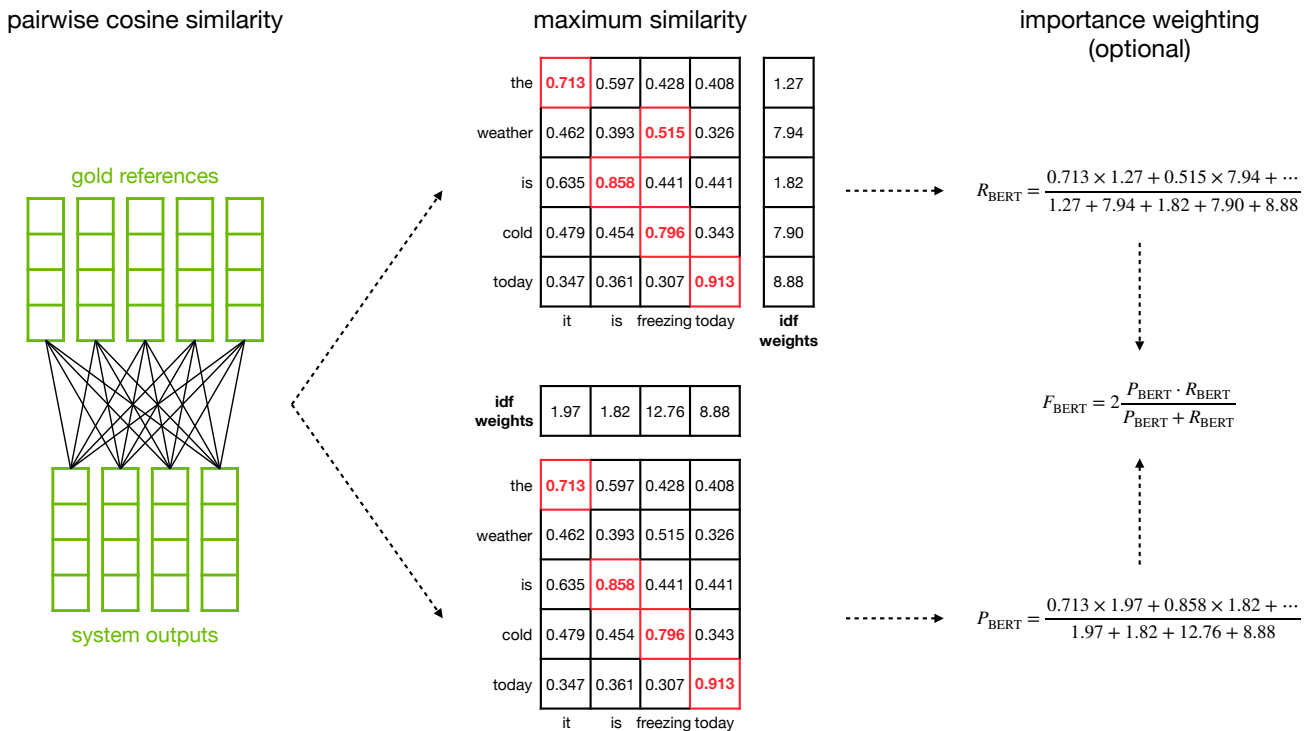 pairwise cosine similarity
maximum similarity
importance weighting
(optional)
gold references
system outputs
the 0.713 0.597 0.428 0.408 1.27
weather 0.462 0.393 0.515 0.326 7.94
is 0.635 0.858 0.441 0.441 1.82
cold 0.479 0.454 0.796 0.343 7.90
today 0.347 0.361 0.307 0.913 8.88
it is freezing today idf
weights
idf
weights 1.97 1.82 12.76 8.88
the 0.713 0.597 0.428 0.408
weather 0.462 0.393 0.515 0.326
is 0.635 0.858 0.441 0.441
cold 0.479 0.454 0.796 0.343
today 0.347 0.361 0.307 0.913
it is freezing today
R_BERT = (0.713 × 1.27 + 0.515 × 7.94 + ⋯) / (1.27 + 7.94 + 1.82 + 7.90 + 8.88)
F_BERT = 2 (P_BERT · R_BERT) / (P_BERT + R_BERT)
P_BERT = (0.713 × 1.97 + 0.858 × 1.82 + ⋯) / (1.97 + 1.82 + 12.76 + 8.88)